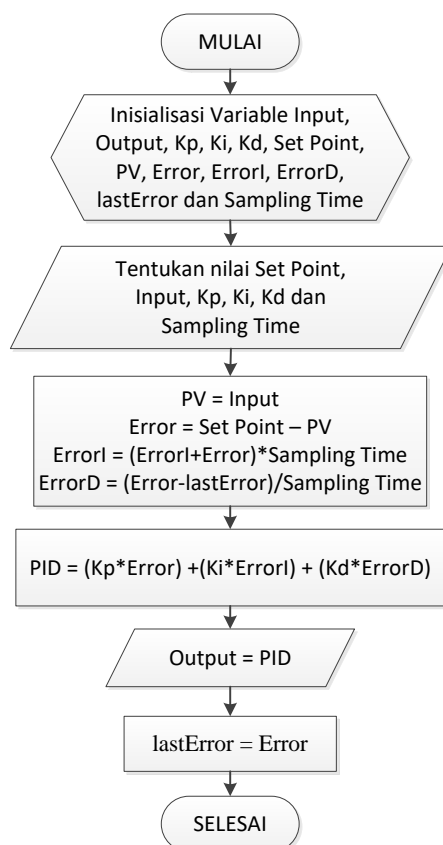 MULAI
Inisialisasi Variable Input,
Output, Kp, Ki, Kd, Set Point,
PV, Error, ErrorI, ErrorD,
lastError dan Sampling Time
Tentukan nilai Set Point,
Input, Kp, Ki, Kd dan
Sampling Time
PV = Input
Error = Set Point – PV
ErrorI = (ErrorI+Error)*Sampling Time
ErrorD = (Error-lastError)/Sampling Time
PID = (Kp*Error) +(Ki*ErrorI) + (Kd*ErrorD)
Output = PID
lastError = Error
SELESAI